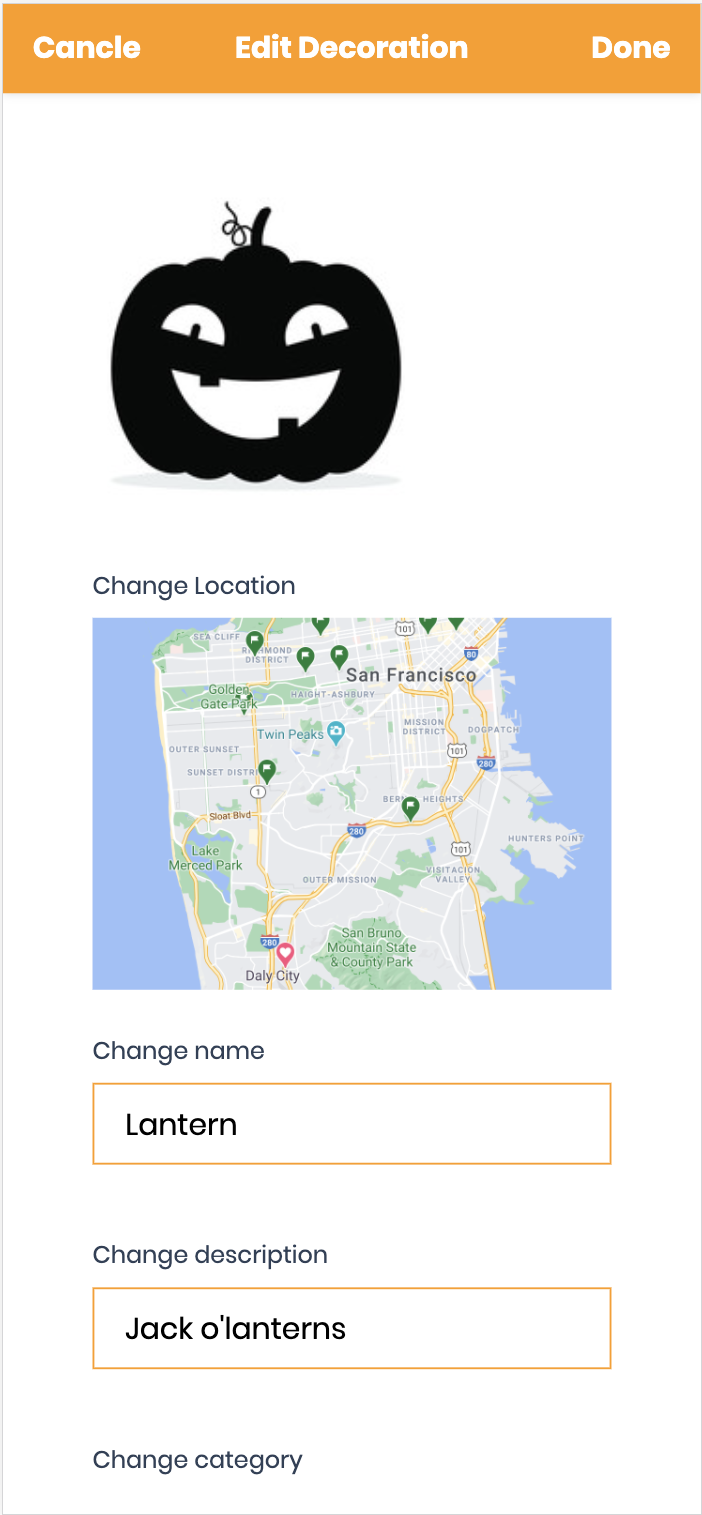 Cancle Edit Decoration Done
Change Location
SEA CLIFF
101
RICHMOND
DISTRICT
80
San Francisco
Golden
Gate Park
HAIGHT-ASHBURY
MISSION
DISTRICT
DOGPATCH
Twin Peaks
OUTER SUNSET
101
280
SUNSET DISTRI
1
BERN HEIGHTS
Sloat Blvd
280
HUNTERS POINT
Lake
Merced Park
101
OUTER MISSION
VISITACION
VALLEY
280
San Bruno
Mountain State
& County Park
Daly City
Change name
Lantern
Change description
Jack o'lanterns
Change category